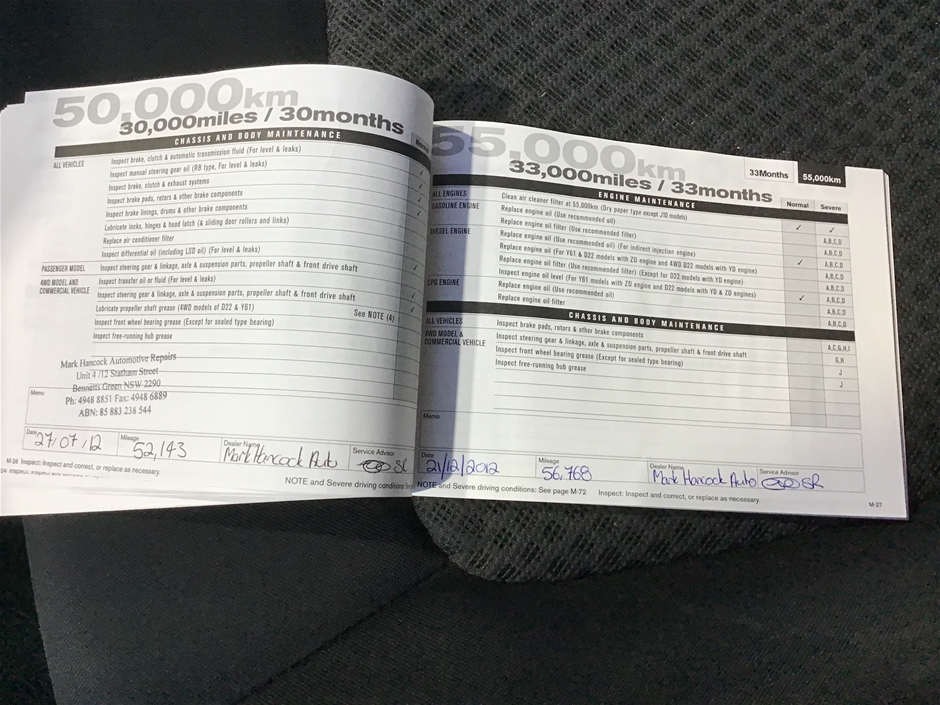 50,000km
30,000miles / 30months
CHASSIS AND BODY MAINTENANCE
ALL VEHICLES
Inspect brake, clutch & automatic transmission fluid (For level & leaks)
Inspect manual steering gear oil (RB type, For level & leaks)
Inspect brake, clutch & exhaust systems
Inspect brake pads, rotors & other brake components
Inspect brake linings, drums & other brake components
Lubricate locks, hinges & hood latch (& sliding door rollers and links)
Replace air conditioner filter
Inspect differential oil (including LSD oil) (For level & leaks)
PASSENGER MODEL
Inspect steering gear & linkage, axle & suspension parts, propeller shaft & front drive shaft
4WD MODEL AND COMMERCIAL VEHICLE
Inspect transfer oil or fluid (For level & leaks)
Inspect steering gear & linkage, axle & suspension parts, propeller shaft & front drive shaft
Lubricate propeller shaft grease (4WD models of D22 & Y61)
See NOTE (4)
Inspect front wheel bearing grease (Except for sealed type bearing)
Inspect free-running hub grease
Mark Hancock Automotive Repairs
Unit 4/12 Statham Street
Bennetts Green NSW 2290
Ph: 4948 8851 Fax: 4948 6889
ABN: 85 883 238 544
Memo
Date 27/07/12
Mileage 52,143
Dealer Name Mark Hancock Auto
Service Advisor SR
M-26 Inspect: Inspect and correct, or replace as necessary.
NOTE and Severe driving conditions:
55,000km
33,000miles / 33months
33Months
55,000km
ENGINE MAINTENANCE
Normal
Severe
ALL ENGINES
Clean air cleaner filter at 55,000km (Dry paper type except J10 models)
GASOLINE ENGINE
Replace engine oil (Use recommended oil)
✓
✓
Replace engine oil filter (Use recommended filter)
A,B,C,D
DIESEL ENGINE
Replace engine oil (Use recommended oil) (For indirect injection engine)
A,B,C,D
Replace engine oil (For Y61 & D22 models with ZD engine and 4WD D22 models with YD engine)
✓
A,B,C,D
Replace engine oil filter (Use recommended filter) (Except for D22 models with YD engine)
A,B,C,D
Inspect engine oil level (For Y61 models with ZD engine and D22 models with YD & ZD engines)
A,B,C,D
LPG ENGINE
Replace engine oil (Use recommended oil)
✓
A,B,C,D
Replace engine oil filter
A,B,C,D
CHASSIS AND BODY MAINTENANCE
ALL VEHICLES
Inspect brake pads, rotors & other brake components
A,C,G,H,I
4WD MODEL & COMMERCIAL VEHICLE
Inspect steering gear & linkage, axle & suspension parts, propeller shaft & front drive shaft
G,H
Inspect front wheel bearing grease (Except for sealed type bearing)
J
Inspect free-running hub grease
J
Memo
Date 21/12/2012
Mileage 56,768
Dealer Name Mark Hancock Auto
Service Advisor SR
NOTE and Severe driving conditions: See page M-72
Inspect: Inspect and correct, or replace as necessary.
M-27